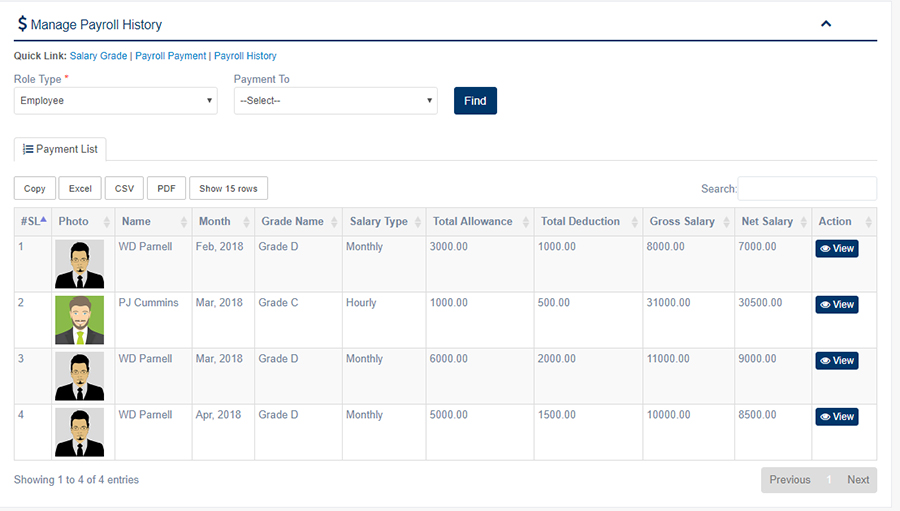 $ Manage Payroll History
Quick Link: Salary Grade | Payroll Payment | Payroll History
Role Type * Payment To
Employee --Select-- Find
Payment List
Copy Excel CSV PDF Show 15 rows Search:
#SL Photo Name Month Grade Name Salary Type Total Allowance Total Deduction Gross Salary Net Salary Action
1 WD Parnell Feb, 2018 Grade D Monthly 3000.00 1000.00 8000.00 7000.00 View
2 PJ Cummins Mar, 2018 Grade C Hourly 1000.00 500.00 31000.00 30500.00 View
3 WD Parnell Mar, 2018 Grade D Monthly 6000.00 2000.00 11000.00 9000.00 View
4 WD Parnell Apr, 2018 Grade D Monthly 5000.00 1500.00 10000.00 8500.00 View
Showing 1 to 4 of 4 entries Previous 1 Next